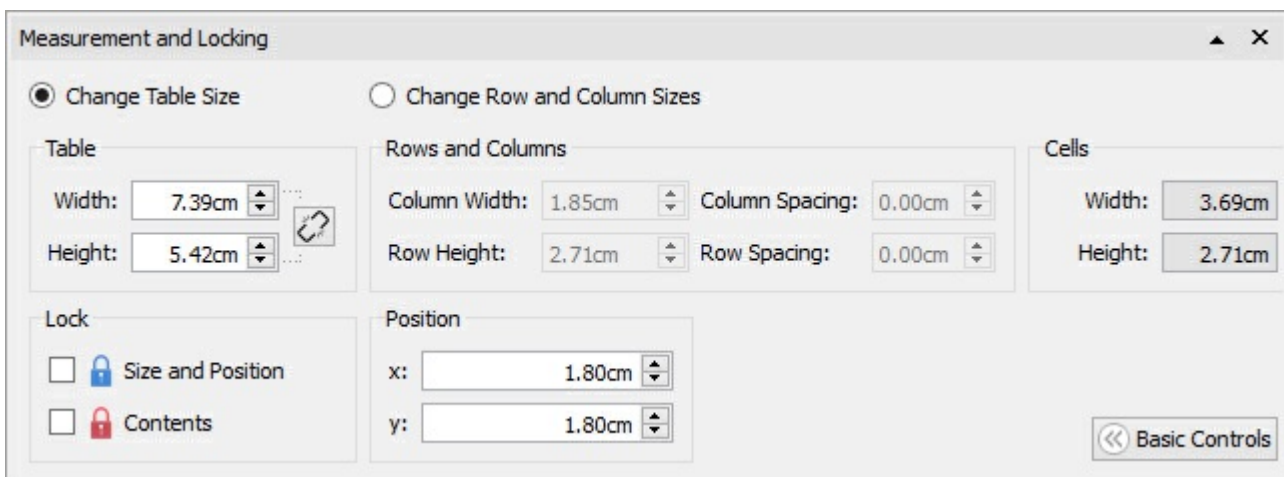 Measurement and Locking
Change Table Size Change Row and Column Sizes
Table Rows and Columns Cells
Width: 7.39cm Column Width: 1.85cm Column Spacing: 0.00cm Width: 3.69cm
Height: 5.42cm Row Height: 2.71cm Row Spacing: 0.00cm Height: 2.71cm
Lock Position
Size and Position x: 1.80cm
Contents y: 1.80cm
Basic Controls